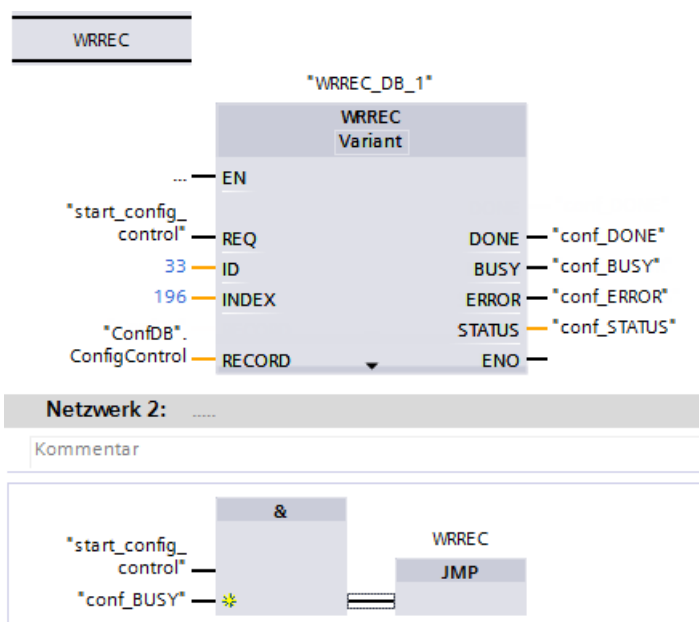 WRREC
"WRREC_DB_1"
WRREC
Variant
... EN
"start_config_
control" REQ DONE "conf_DONE"
33 ID BUSY "conf_BUSY"
196 INDEX ERROR "conf_ERROR"
STATUS "conf_STATUS"
"ConfDB".
ConfigControl RECORD ENO
Netzwerk 2: .....
Kommentar
&
"start_config_
control"
WRREC
"conf_BUSY"
JMP